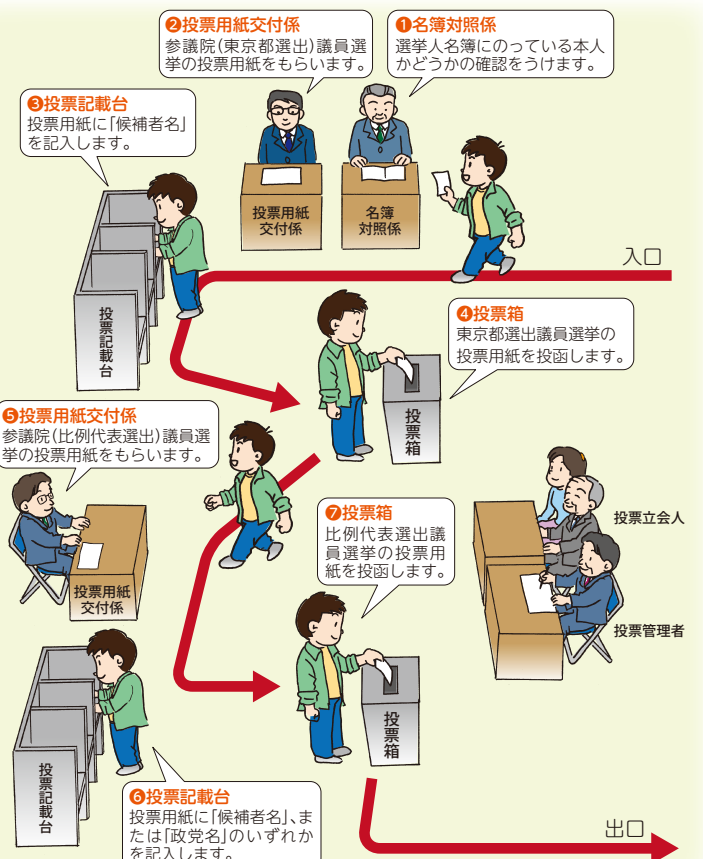 ❶名簿対照係
選挙人名簿にのっている本人
かどうかの確認をうけます。
❷投票用紙交付係
参議院(東京都選出)議員選
挙の投票用紙をもらいます。
❸投票記載台
投票用紙に「候補者名」
を記入します。
投票用紙
交付係
名簿
対照係
入口
投票記載台
❹投票箱
東京都選出議員選挙の
投票用紙を投函します。
投票箱
❺投票用紙交付係
参議院(比例代表選出)議員選
挙の投票用紙をもらいます。
投票用紙
交付係
❼投票箱
比例代表選出議
員選挙の投票用
紙を投函します。
投票立会人
投票管理者
投票箱
投票記載台
❻投票記載台
投票用紙に「候補者名」、ま
たは「政党名」のいずれか
を記入します。
出口